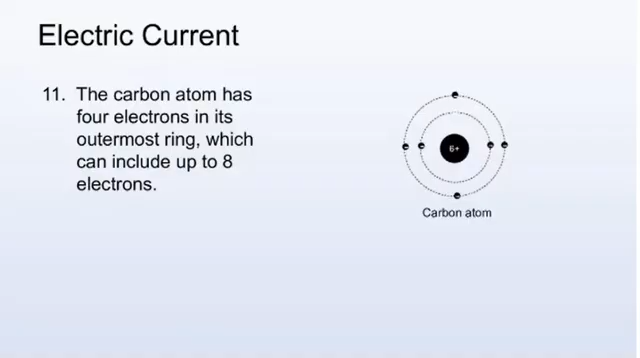 Electric Current
11. The carbon atom has
four electrons in its
outermost ring, which
can include up to 8
electrons.
6+
Carbon atom